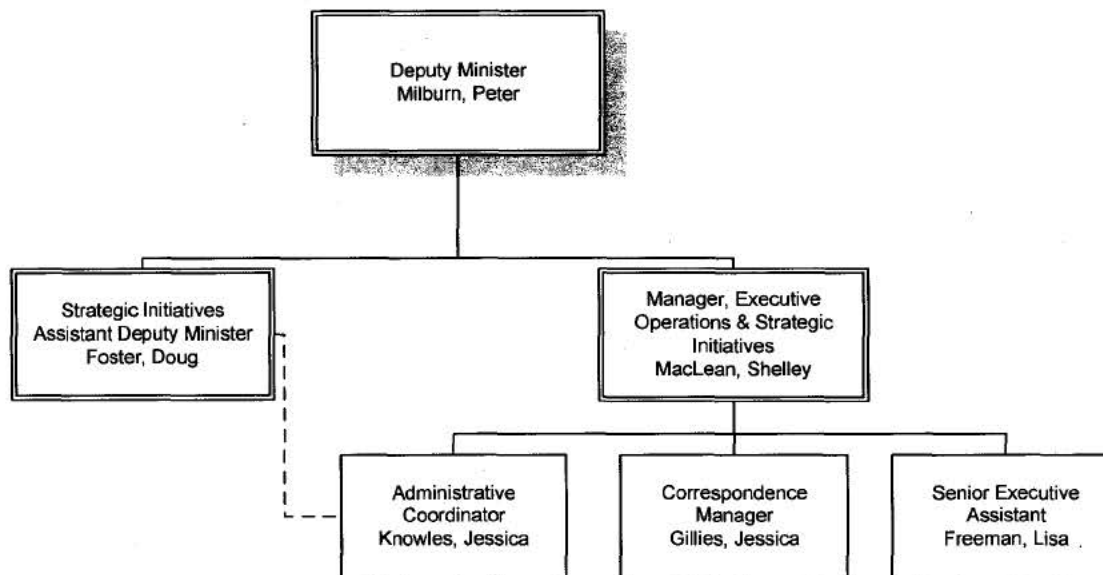 Deputy Minister
Milburn, Peter
Strategic Initiatives
Assistant Deputy Minister
Foster, Doug
Manager, Executive
Operations & Strategic
Initiatives
MacLean, Shelley
Administrative
Coordinator
Knowles, Jessica
Correspondence
Manager
Gillies, Jessica
Senior Executive
Assistant
Freeman, Lisa